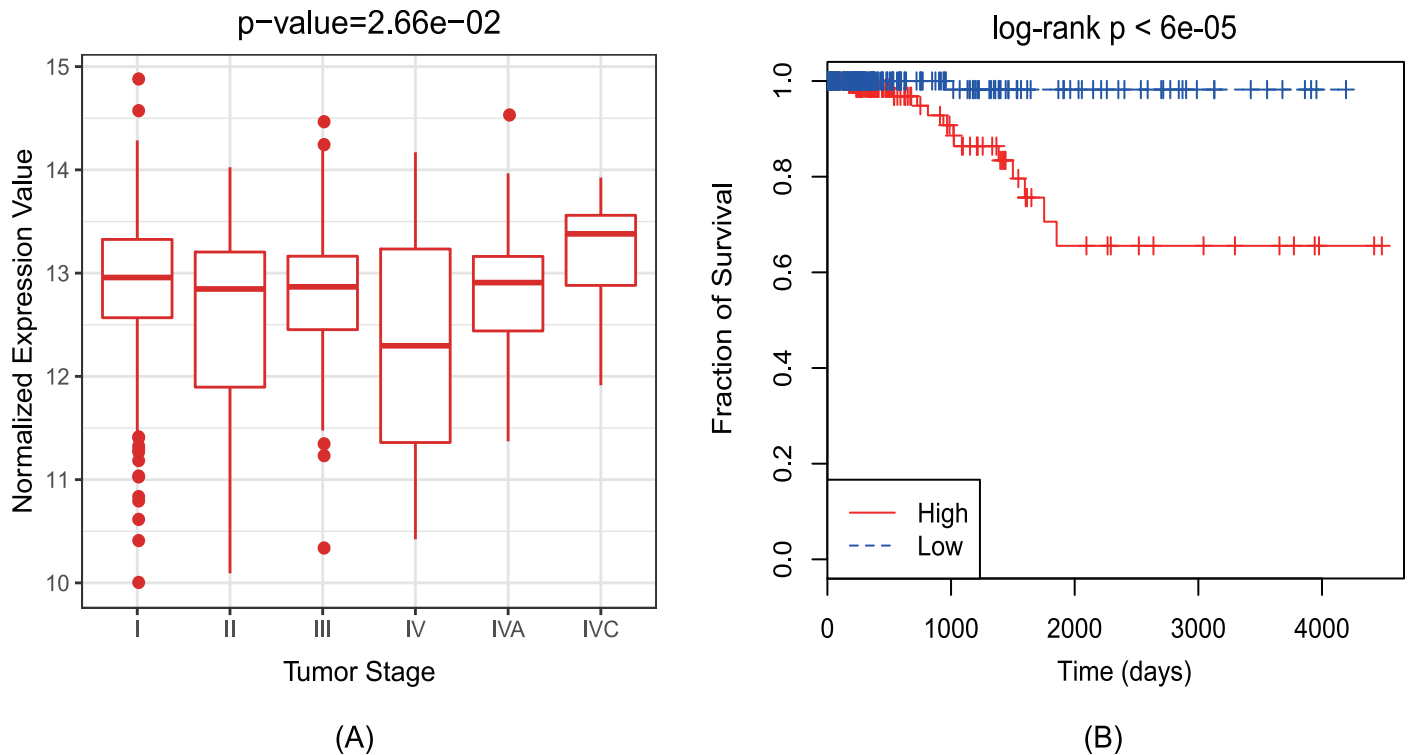 p−value=2.66e−02
Normalized Expression Value
15
14
13
12
11
10
I II III IV IVA IVC
Tumor Stage
(A)
log-rank p < 6e-05
Fraction of Survival
1.0
0.8
0.6
0.4
0.2
0.0
High
Low
0 1000 2000 3000 4000
Time (days)
(B)